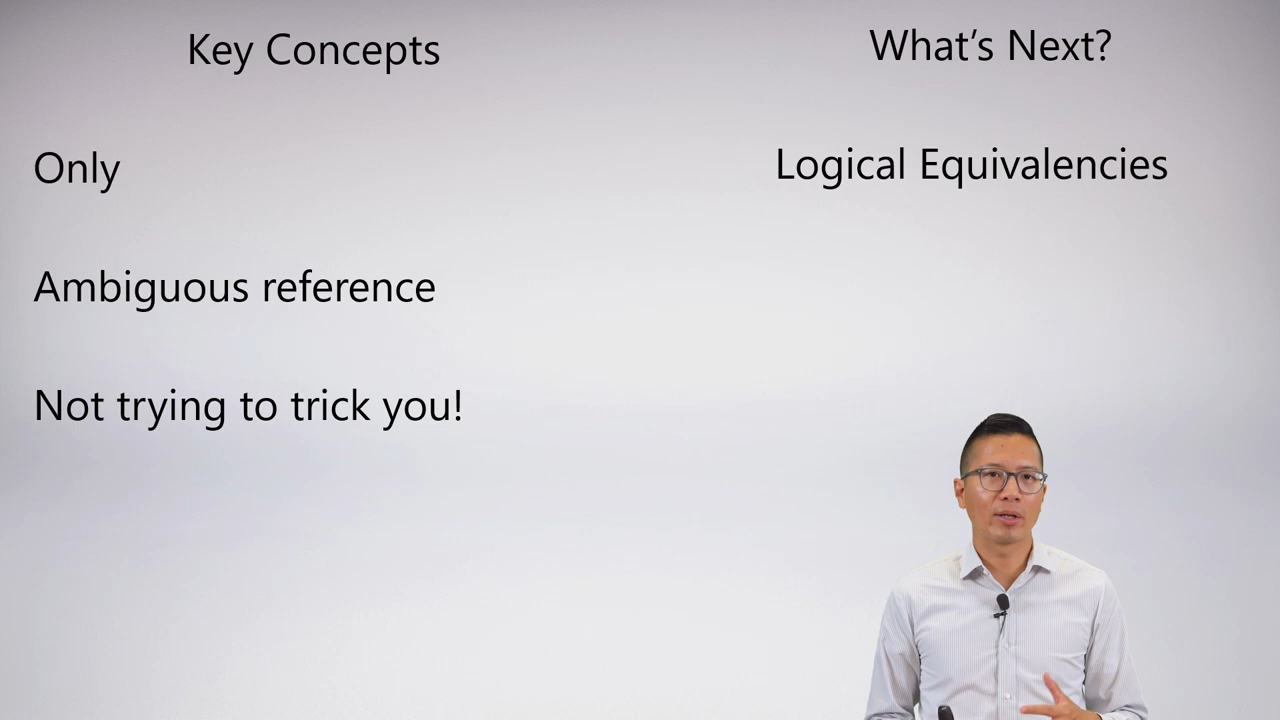 Key Concepts
Only
Ambiguous reference
Not trying to trick you!
What's Next?
Logical Equivalencies